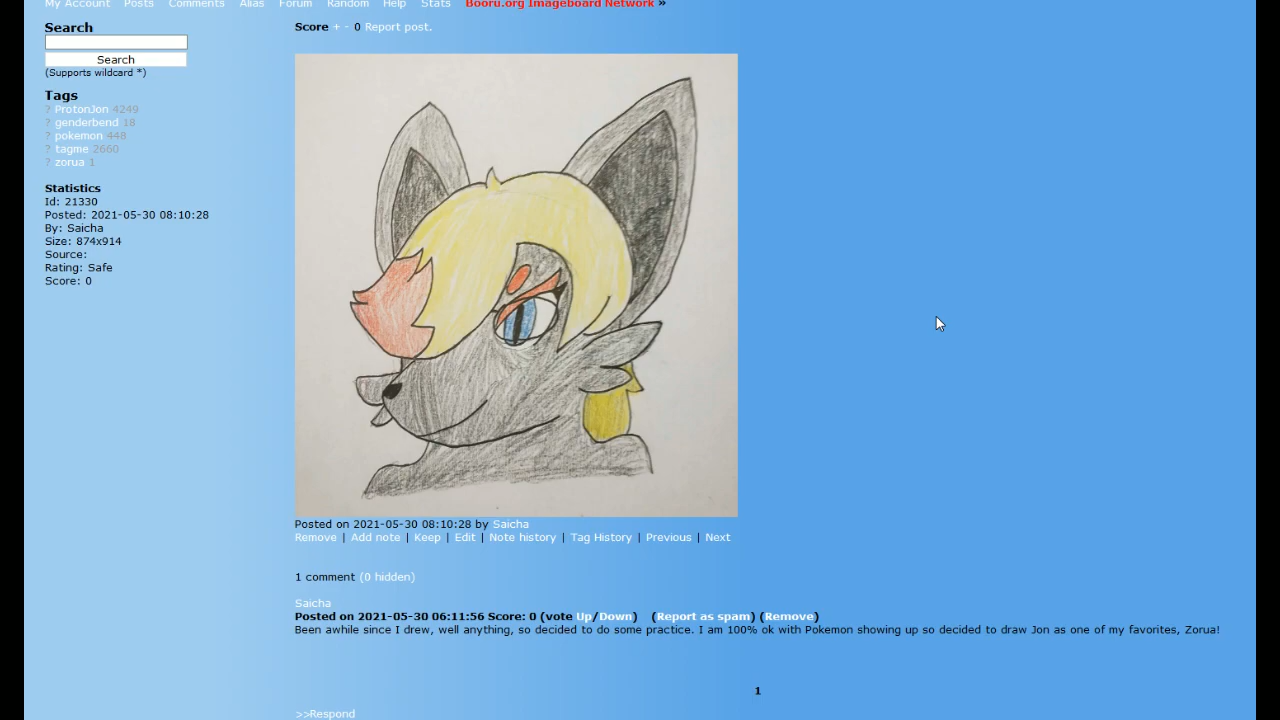 My Account Posts Comments Alias Forum Random Help Stats Booru.org Imageboard Network »
Search
Search
(Supports wildcard *)
Tags
? ProtonJon 4249
? genderbend 18
? pokemon 448
? tagme 2660
? zorua 1
Statistics
Id: 21330
Posted: 2021-05-30 08:10:28
By: Saicha
Size: 874x914
Source:
Rating: Safe
Score: 0
Score + - 0 Report post.
Posted on 2021-05-30 08:10:28 by Saicha
Remove | Add note | Keep | Edit | Note history | Tag History | Previous | Next
1 comment (0 hidden)
Saicha
Posted on 2021-05-30 06:11:56 Score: 0 (vote Up/Down) (Report as spam) (Remove)
Been awhile since I drew, well anything, so decided to do some practice. I am 100% ok with Pokemon showing up so decided to draw Jon as one of my favorites, Zorua!
1
>>Respond